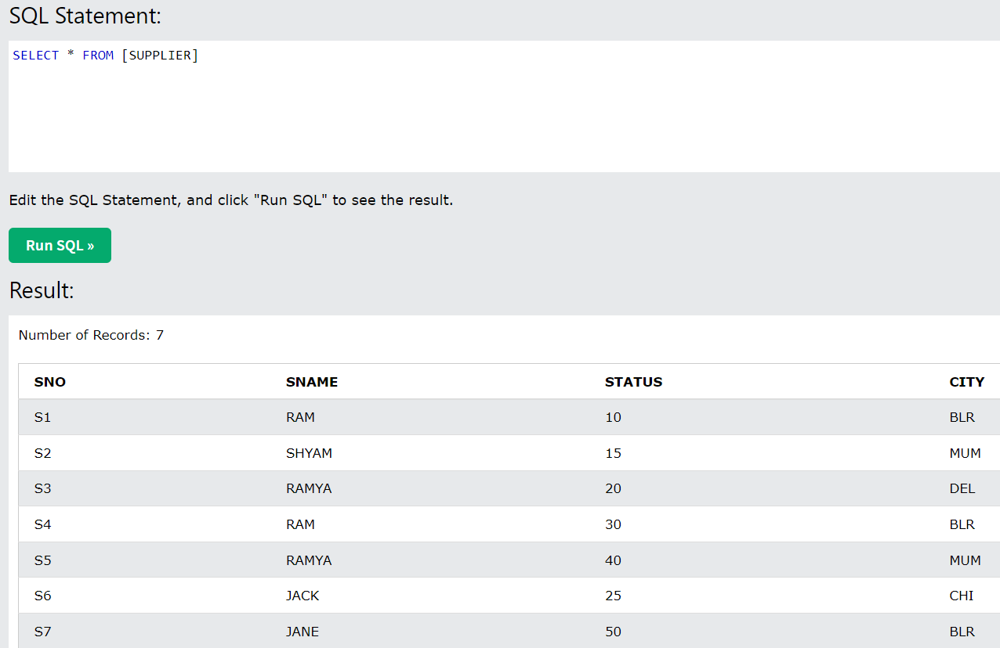 SQL Statement:
SELECT * FROM [SUPPLIER]
Edit the SQL Statement, and click "Run SQL" to see the result.
Run SQL »
Result:
Number of Records: 7
SNO SNAME STATUS CITY
S1 RAM 10 BLR
S2 SHYAM 15 MUM
S3 RAMYA 20 DEL
S4 RAM 30 BLR
S5 RAMYA 40 MUM
S6 JACK 25 CHI
S7 JANE 50 BLR